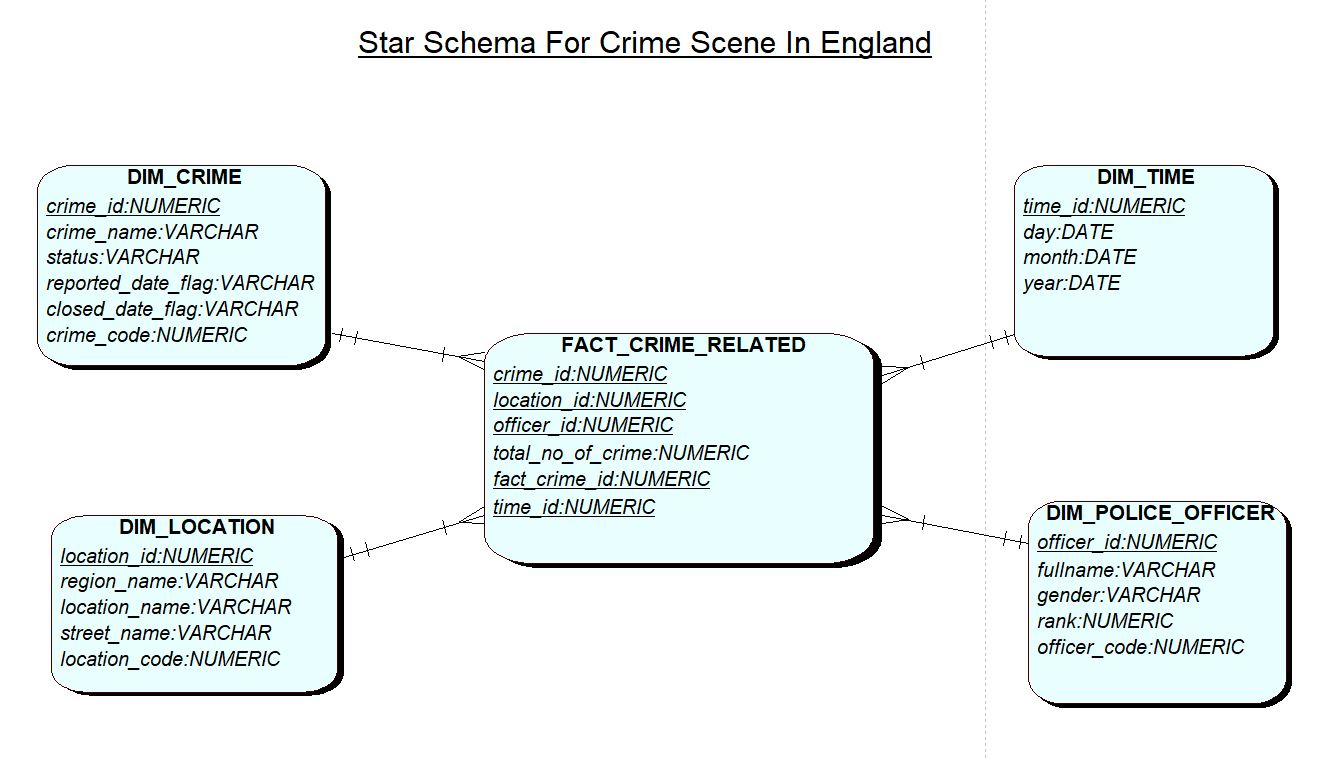 Star Schema For Crime Scene In England
DIM_CRIME
crime_id:NUMERIC
crime_name:VARCHAR
status:VARCHAR
reported_date_flag:VARCHAR
closed_date_flag:VARCHAR
crime_code:NUMERIC
DIM_TIME
time_id:NUMERIC
day:DATE
month:DATE
year:DATE
FACT_CRIME_RELATED
crime_id:NUMERIC
location_id:NUMERIC
officer_id:NUMERIC
total_no_of_crime:NUMERIC
fact_crime_id:NUMERIC
time_id:NUMERIC
DIM_LOCATION
location_id:NUMERIC
region_name:VARCHAR
location_name:VARCHAR
street_name:VARCHAR
location_code:NUMERIC
DIM_POLICE_OFFICER
officer_id:NUMERIC
fullname:VARCHAR
gender:VARCHAR
rank:NUMERIC
officer_code:NUMERIC